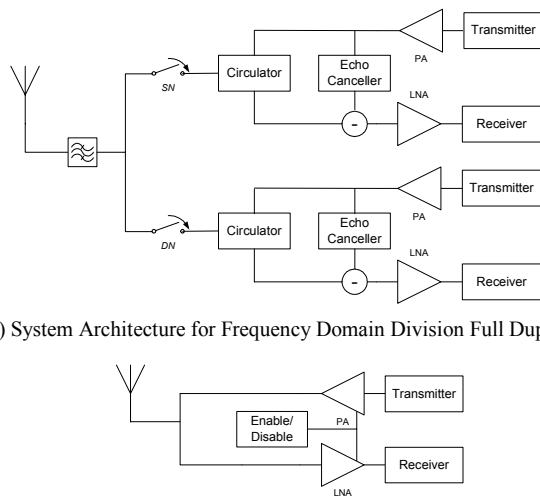 Transmitter
PA
SN
Circulator
Echo
Canceller
LNA
-
Receiver
Transmitter
PA
DN
Circulator
Echo
Canceller
LNA
-
Receiver
) System Architecture for Frequency Domain Division Full Dup
Transmitter
Enable/
Disable
PA
Receiver
LNA